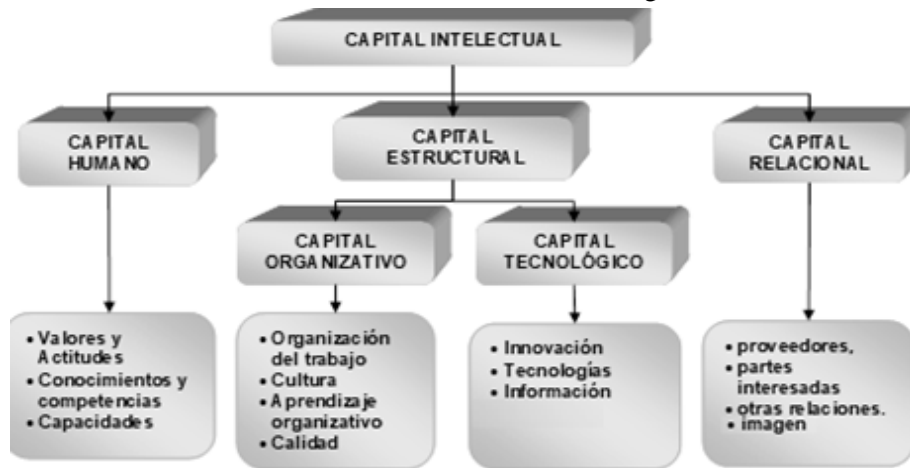 CAPITAL INTELECTUAL
CAPITAL
HUMANO
CAPITAL
ESTRUCTURAL
CAPITAL
RELACIONAL
CAPITAL
ORGANIZATIVO
CAPITAL
TECNOLÓGICO
• Valores y
Actitudes
• Conocimientos y
competencias
• Capacidades
• Organización
del trabajo
• Cultura
• Aprendizaje
organizativo
• Calidad
• Innovación
• Tecnologías
• Información
• proveedores,
• partes
interesadas
• otras relaciones.
• imagen